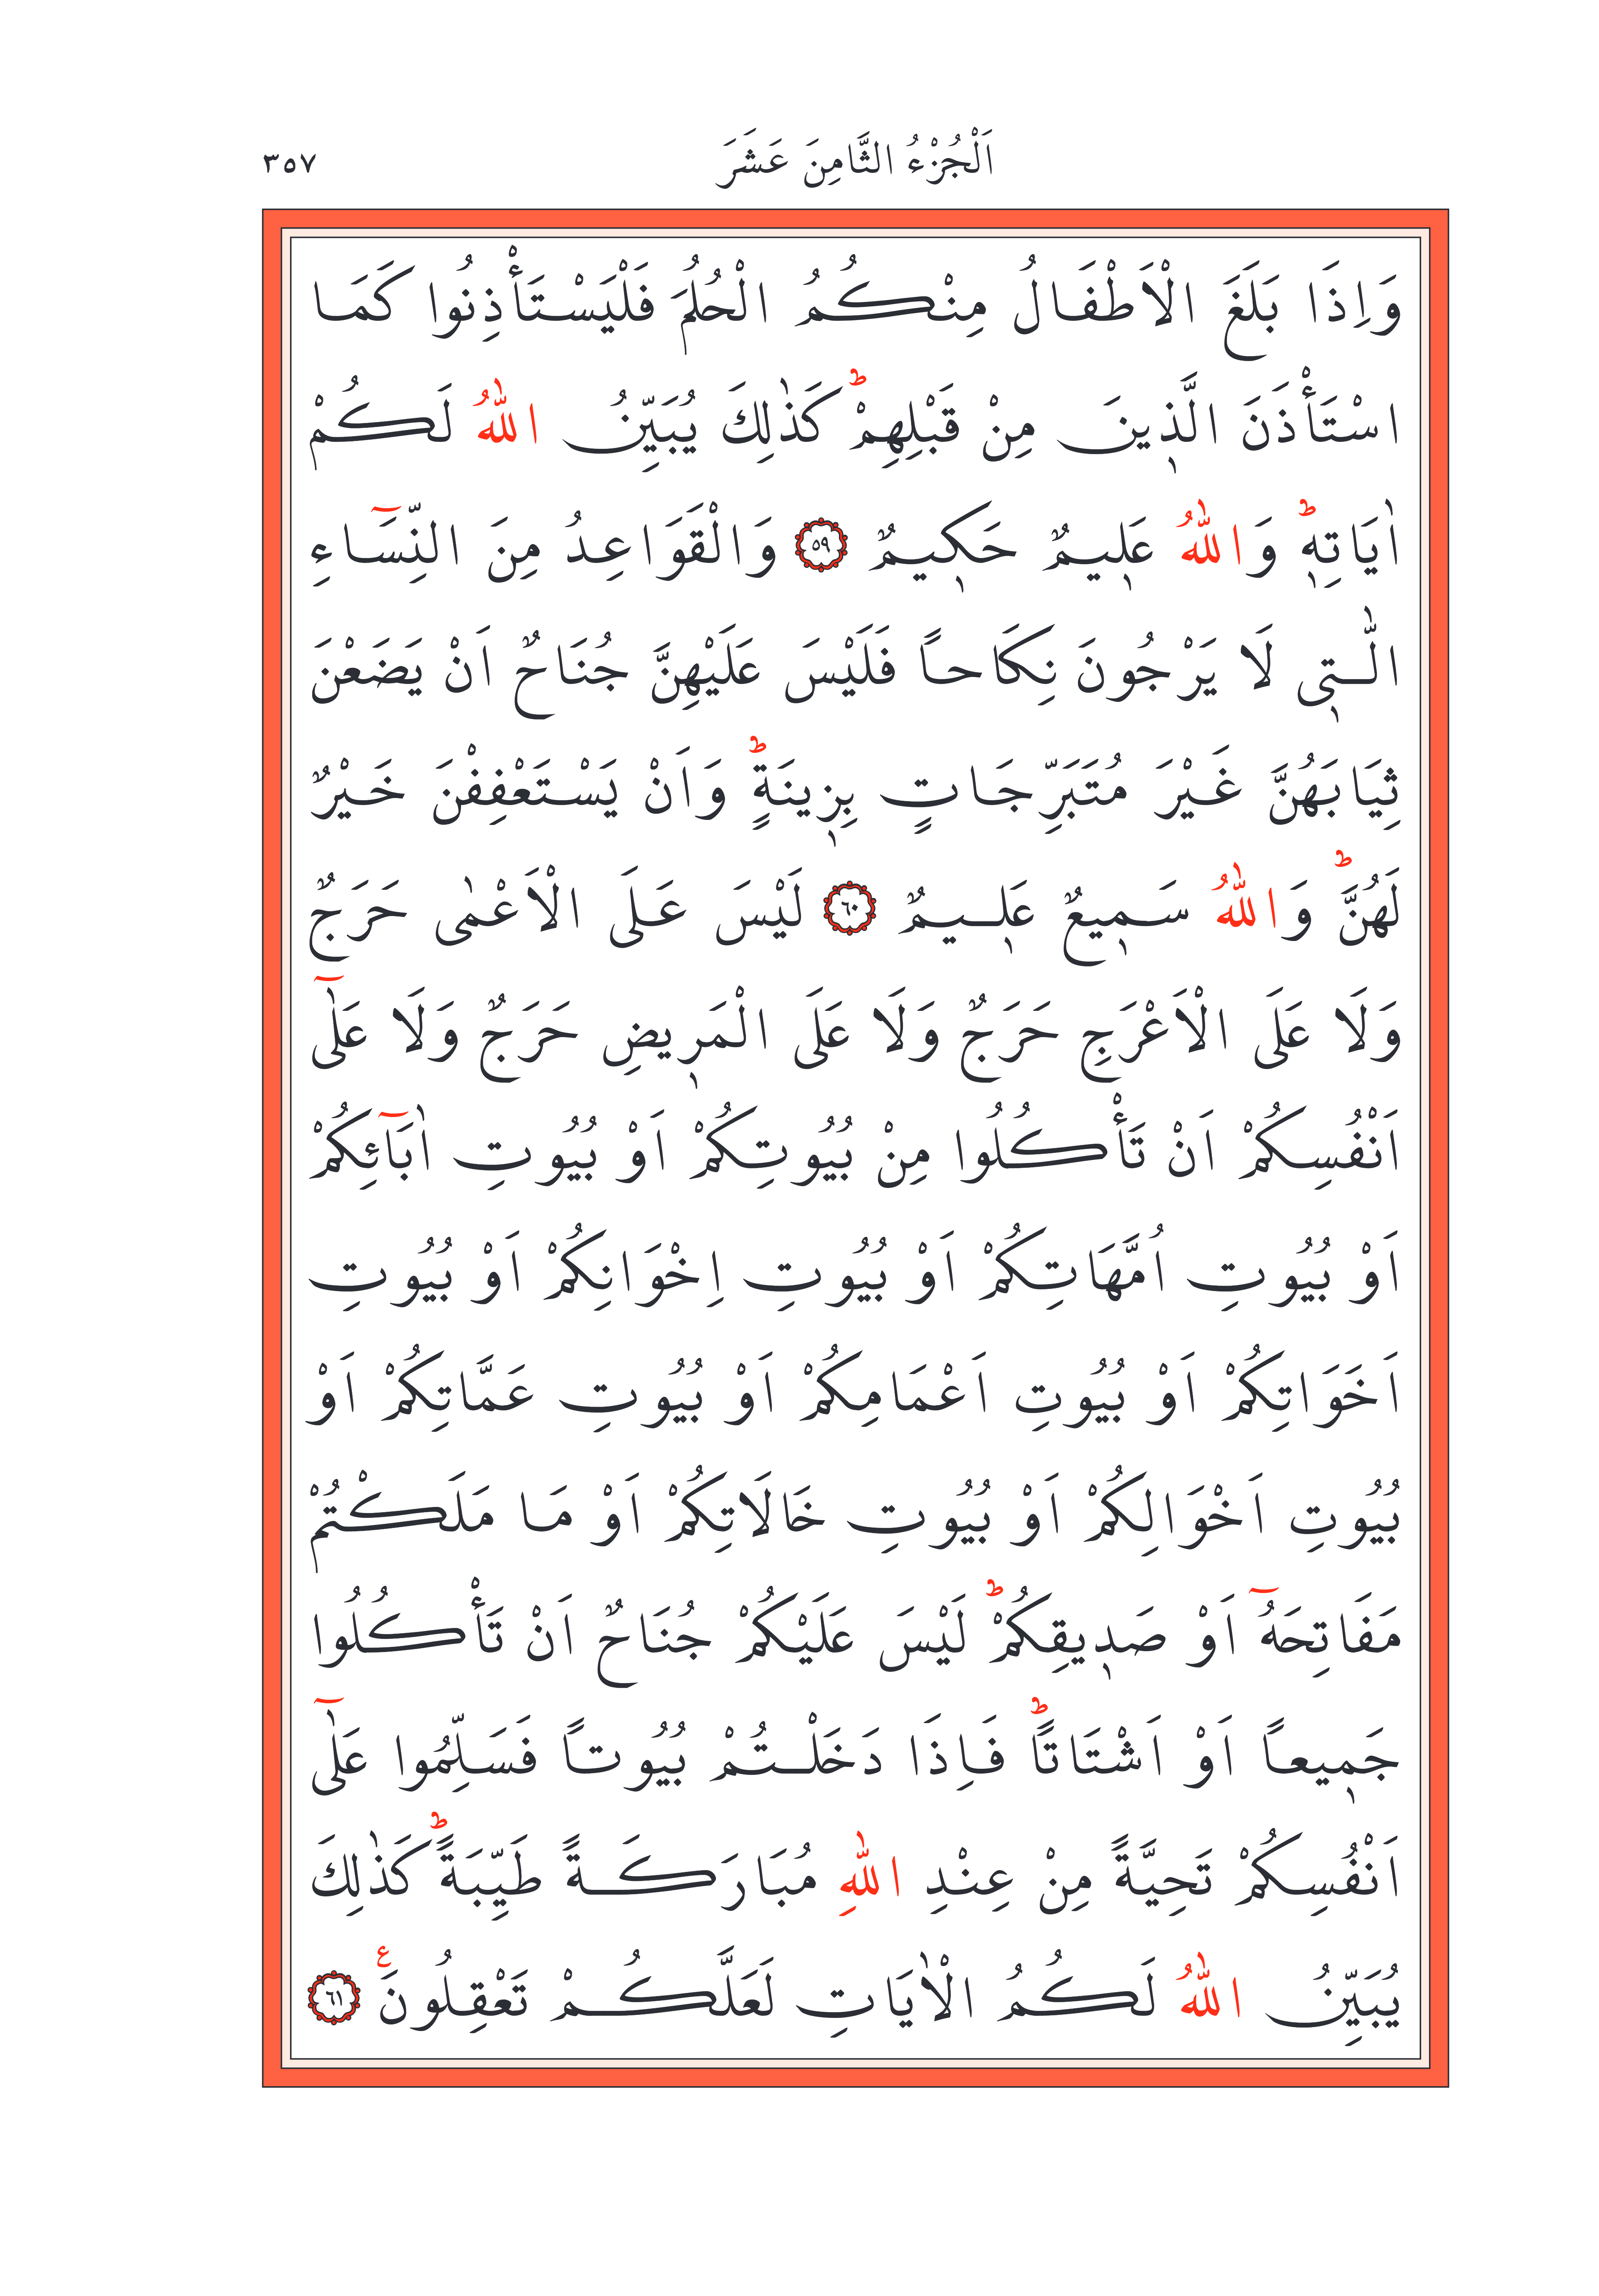 اَلْجُزْءُ الثَّامِنَ عَشَرَ ٣٥٧
وَاِذَا بَلَغَ الْاَطْفَالُ مِنْكُمُ الْحُلُمَ فَلْيَسْتَأْذِنُوا كَمَا
اسْتَأْذَنَ الَّذٖينَ مِنْ قَبْلِهِمْؕ كَذٰلِكَ يُبَيِّنُ اللّٰهُ لَكُمْ
اٰيَاتِهٖؕ وَاللّٰهُ عَلٖيمٌ حَكٖيمٌ ﴿٥٩﴾ وَالْقَوَاعِدُ مِنَ النِّسَٓاءِ
الّٰتٖى لَا يَرْجُونَ نِكَاحاً فَلَيْسَ عَلَيْهِنَّ جُنَاحٌ اَنْ يَضَعْنَ
ثِيَابَهُنَّ غَيْرَ مُتَبَرِّجَاتٍ بِزٖينَةٍؕ وَاَنْ يَسْتَعْفِفْنَ خَيْرٌ
لَهُنَّؕ وَاللّٰهُ سَمٖيعٌ عَلٖيمٌ ﴿٦٠﴾ لَيْسَ عَلَى الْاَعْمٰى حَرَجٌ
وَلَا عَلَى الْاَعْرَجِ حَرَجٌ وَلَا عَلَى الْمَرٖيضِ حَرَجٌ وَلَا عَلٰٓى
اَنْفُسِكُمْ اَنْ تَأْكُلُوا مِنْ بُيُوتِكُمْ اَوْ بُيُوتِ اٰبَٓائِكُمْ
اَوْ بُيُوتِ اُمَّهَاتِكُمْ اَوْ بُيُوتِ اِخْوَانِكُمْ اَوْ بُيُوتِ
اَخَوَاتِكُمْ اَوْ بُيُوتِ اَعْمَامِكُمْ اَوْ بُيُوتِ عَمَّاتِكُمْ اَوْ
بُيُوتِ اَخْوَالِكُمْ اَوْ بُيُوتِ خَالَاتِكُمْ اَوْ مَا مَلَكْتُمْ
مَفَاتِحَهُٓ اَوْ صَدٖيقِكُمْؕ لَيْسَ عَلَيْكُمْ جُنَاحٌ اَنْ تَأْكُلُوا
جَمٖيعاً اَوْ اَشْتَاتاًؕ فَاِذَا دَخَلْتُمْ بُيُوتاً فَسَلِّمُوا عَلٰٓى
اَنْفُسِكُمْ تَحِيَّةً مِنْ عِنْدِ اللّٰهِ مُبَارَكَةً طَيِّبَةًؕ كَذٰلِكَ
يُبَيِّنُ اللّٰهُ لَكُمُ الْاٰيَاتِ لَعَلَّكُمْ تَعْقِلُونَ ع ﴿٦١﴾